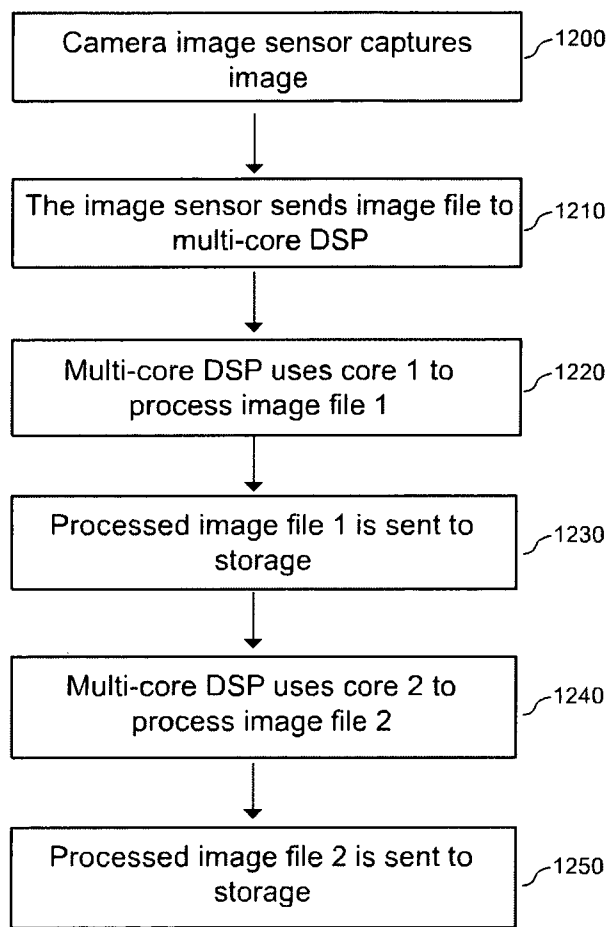 Camera image sensor captures
image
1200
The image sensor sends image file to
multi-core DSP
1210
Multi-core DSP uses core 1 to
process image file 1
1220
Processed image file 1 is sent to
storage
1230
Multi-core DSP uses core 2 to
process image file 2
1240
Processed image file 2 is sent to
storage
1250